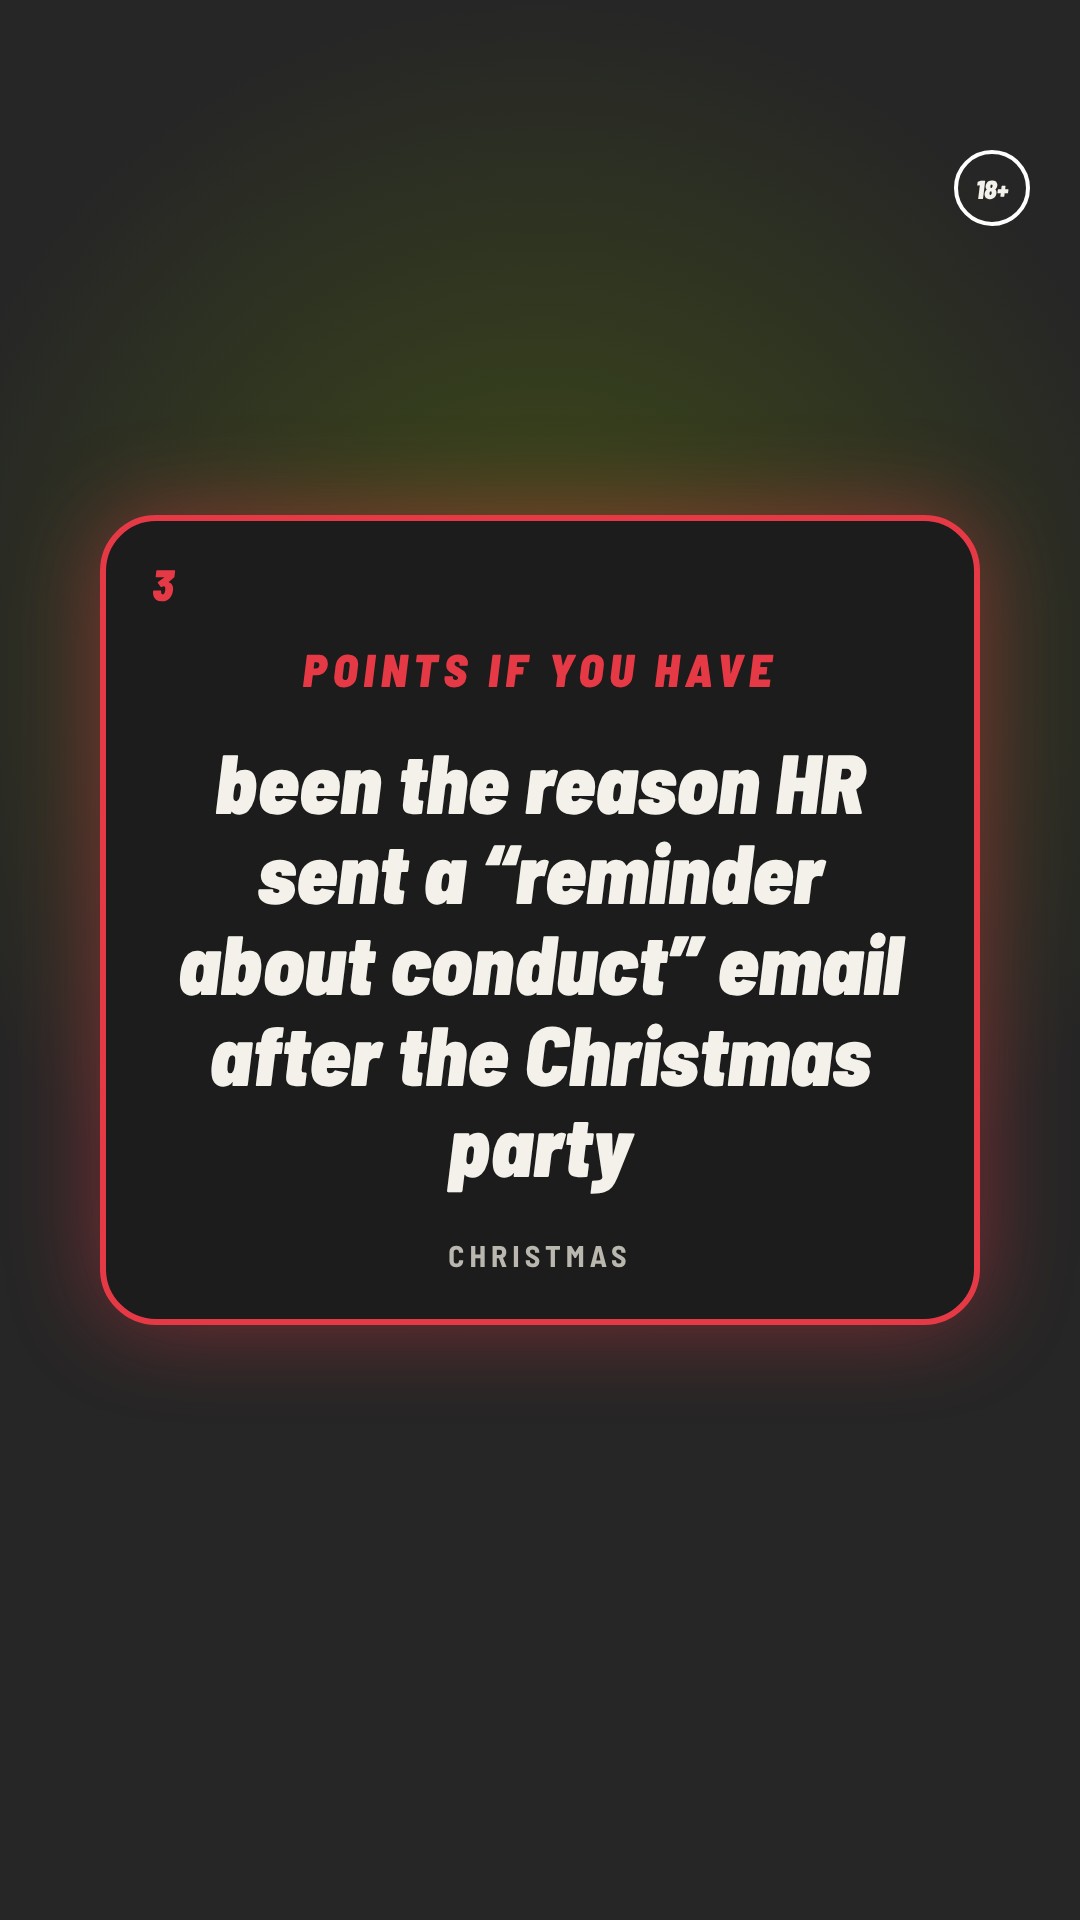 18+
3
POINTS IF YOU HAVE
been the reason HR
sent a “reminder
about conduct” email
after the Christmas
party
CHRISTMAS